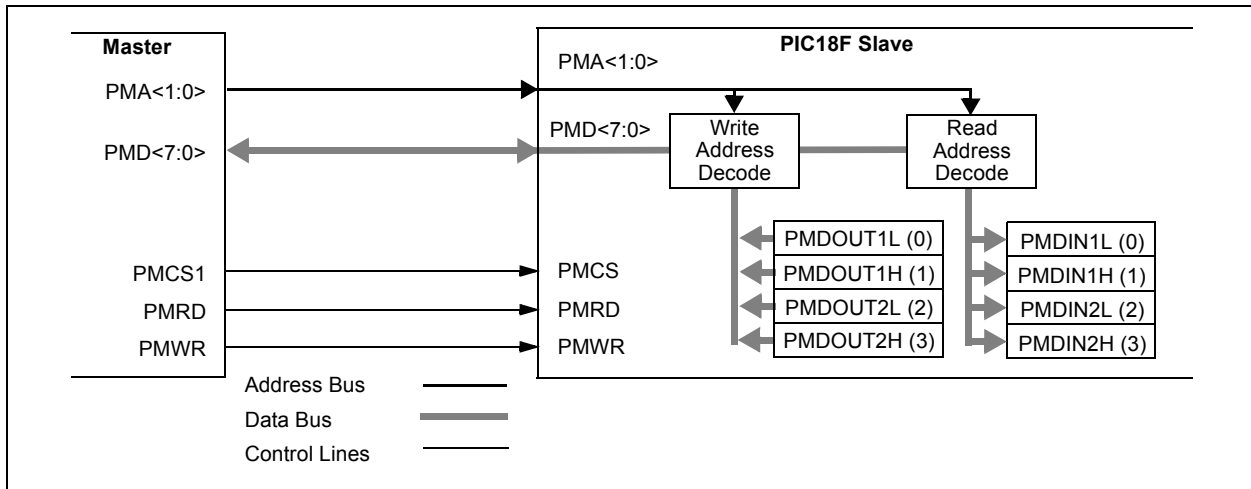 Master
PIC18F Slave
PMA<1:0>
PMA<1:0>
PMD<7:0>
PMD<7:0>
Write
Address
Decode
Read
Address
Decode
PMDOUT1L (0)
PMDIN1L (0)
PMCS1
PMCS
PMDOUT1H (1)
PMDIN1H (1)
PMRD
PMRD
PMDOUT2L (2)
PMDIN2L (2)
PMWR
PMWR
PMDOUT2H (3)
PMDIN2H (3)
Address Bus
Data Bus
Control Lines